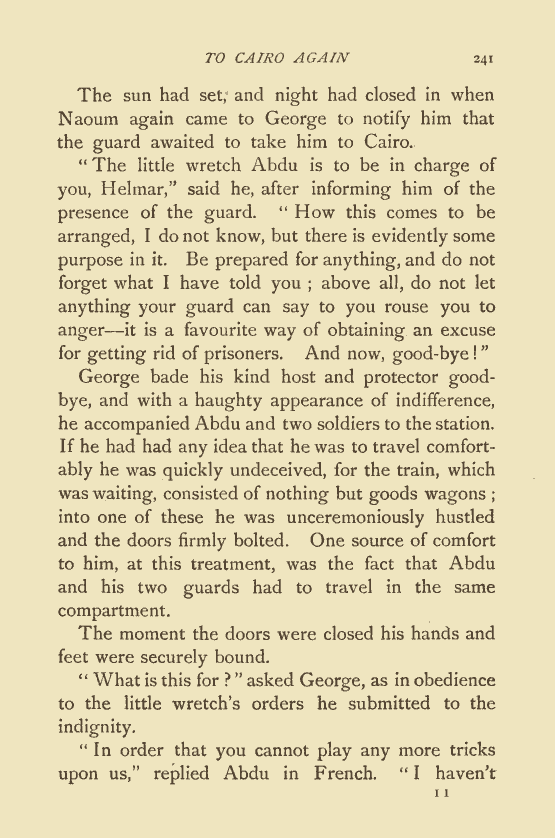 TO CAIRO AGAIN 241
The sun had set, and night had closed in when
Naoum again came to George to notify him that
the guard awaited to take him to Cairo.
“ The little wretch Abdu is to be in charge of
you, Helmar,” said he, after informing him of the
presence of the guard. “ How this comes to be
arranged, I do not know, but there is evidently some
purpose in it. Be prepared for anything, and do not
forget what I have told you ; above all, do not let
anything your guard can say to you rouse you to
anger—it is a favourite way of obtaining an excuse
for getting rid of prisoners. And now, good-bye ! ”
George bade his kind host and protector good-
bye, and with a haughty appearance of indifference,
he accompanied Abdu and two soldiers to the station.
If he had had any idea that he was to travel comfort-
ably he was quickly undeceived, for the train, which
was waiting, consisted of nothing but goods wagons ;
into one of these he was unceremoniously hustled
and the doors firmly bolted. One source of comfort
to him, at this treatment, was the fact that Abdu
and his two guards had to travel in the same
compartment.
The moment the doors were closed his hands and
feet were securely bound.
“ What is this for ? ” asked George, as in obedience
to the little wretch’s orders he submitted to the
indignity.
“ In order that you cannot play any more tricks
upon us,” replied Abdu in French. “ I haven’t
11